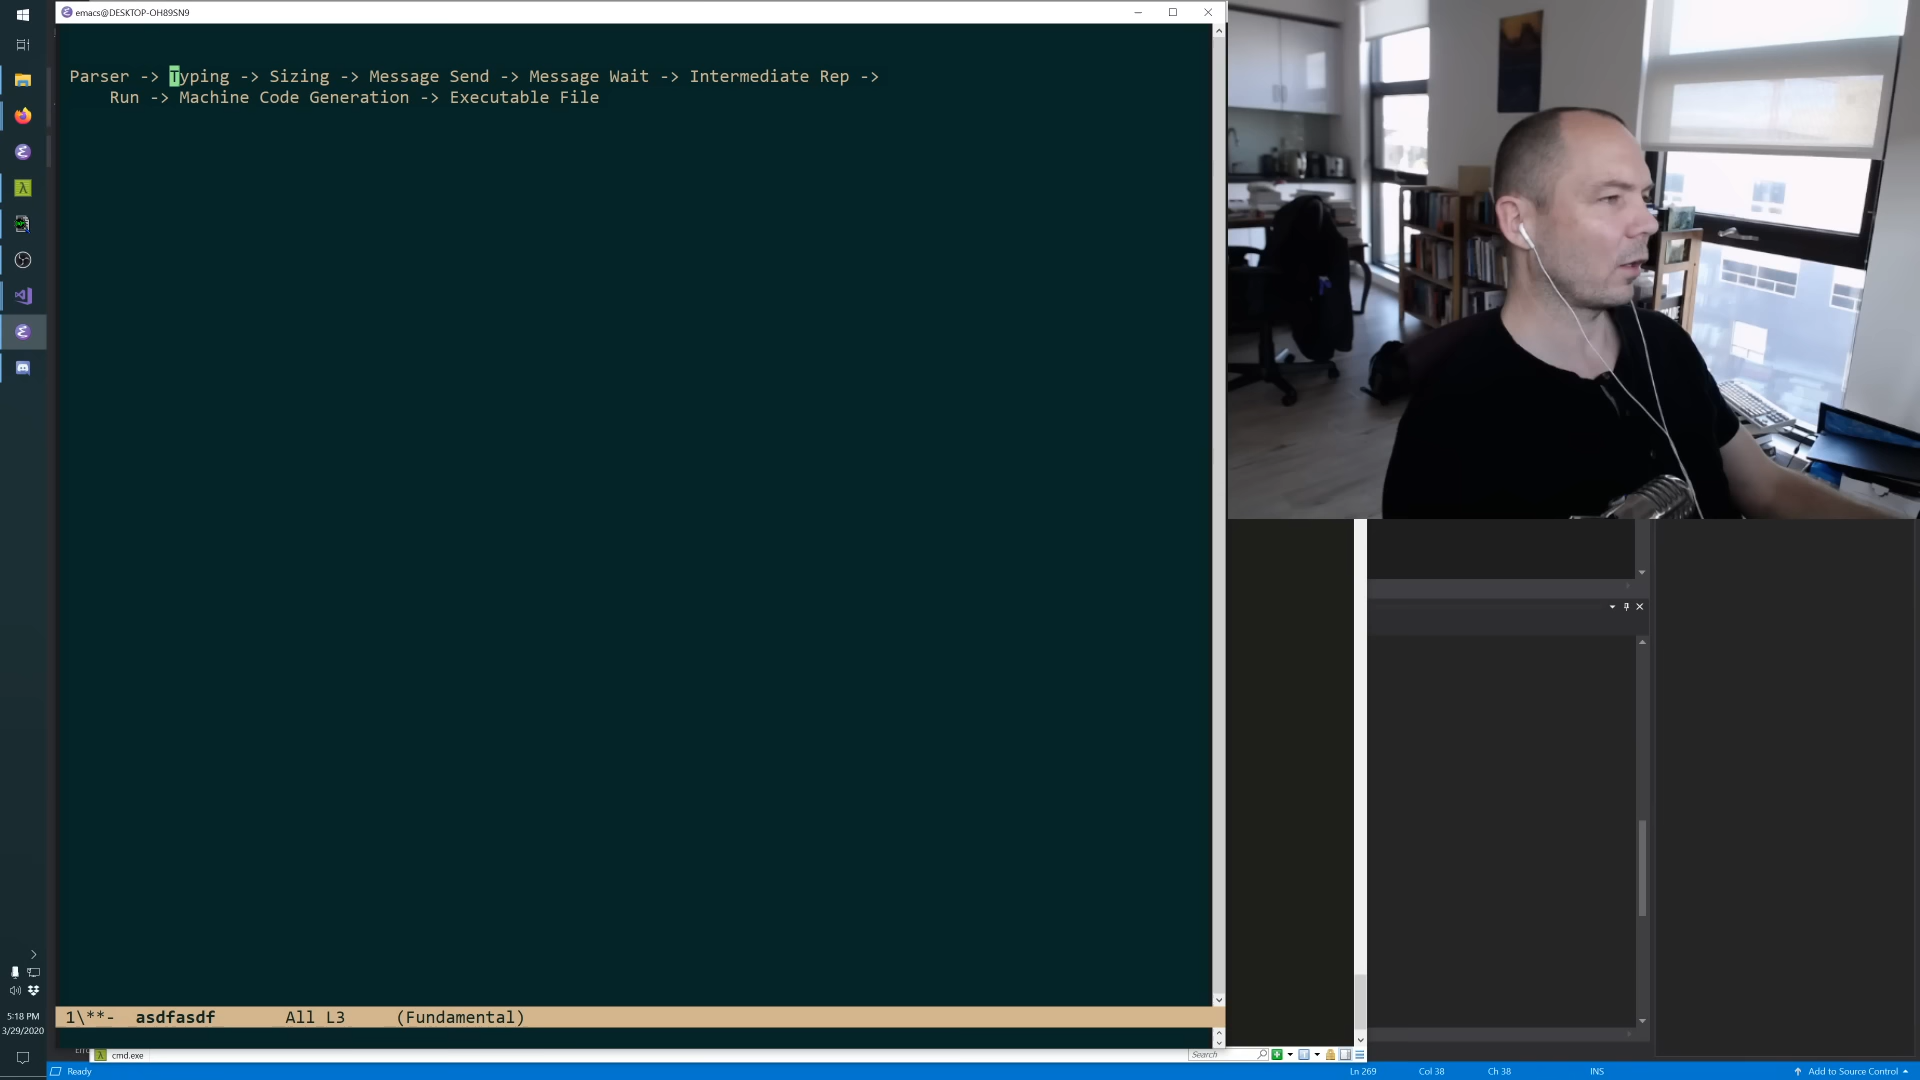 emacs@DESKTOP-OH89SN9
Parser -> Typing -> Sizing -> Message Send -> Message Wait -> Intermediate Rep ->
Run -> Machine Code Generation -> Executable File
1\**-  asdfasdf       All L3     (Fundamental)
5:18 PM
3/29/2020
cmd.exe
Search
Ready
Ln 269
Col 38
Ch 38
INS
Add to Source Control